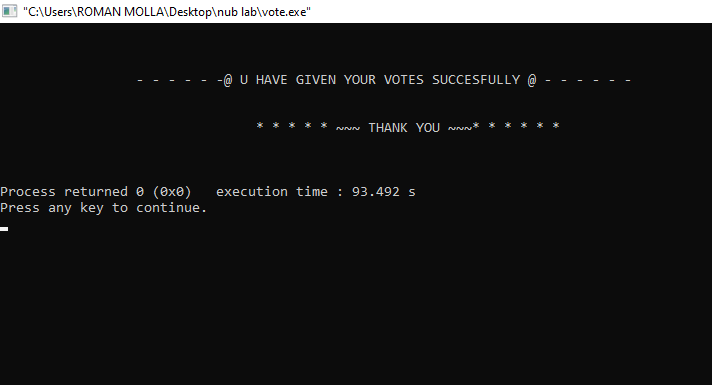 "C:\Users\ROMAN MOLLA\Desktop\nub lab\vote.exe"
- - - - - -@ U HAVE GIVEN YOUR VOTES SUCCESFULLY @ - - - - - -
* * * * * ~~~ THANK YOU ~~~* * * * * *
Process returned 0 (0x0)   execution time : 93.492 s
Press any key to continue.